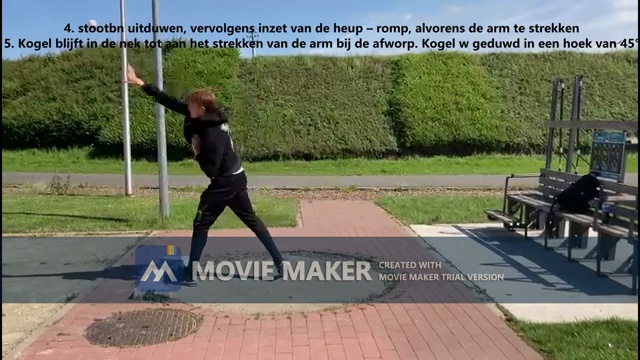 4. stootbn uitduwen, vervolgens inzet van de heup – romp, alvorens de arm te strekken
5. Kogel blijft in de nek tot aan het strekken van de arm bij de afworp. Kogel w geduwd in een hoek van 45°
MOVIE MAKER
CREATED WITH
MOVIE MAKER TRIAL VERSION